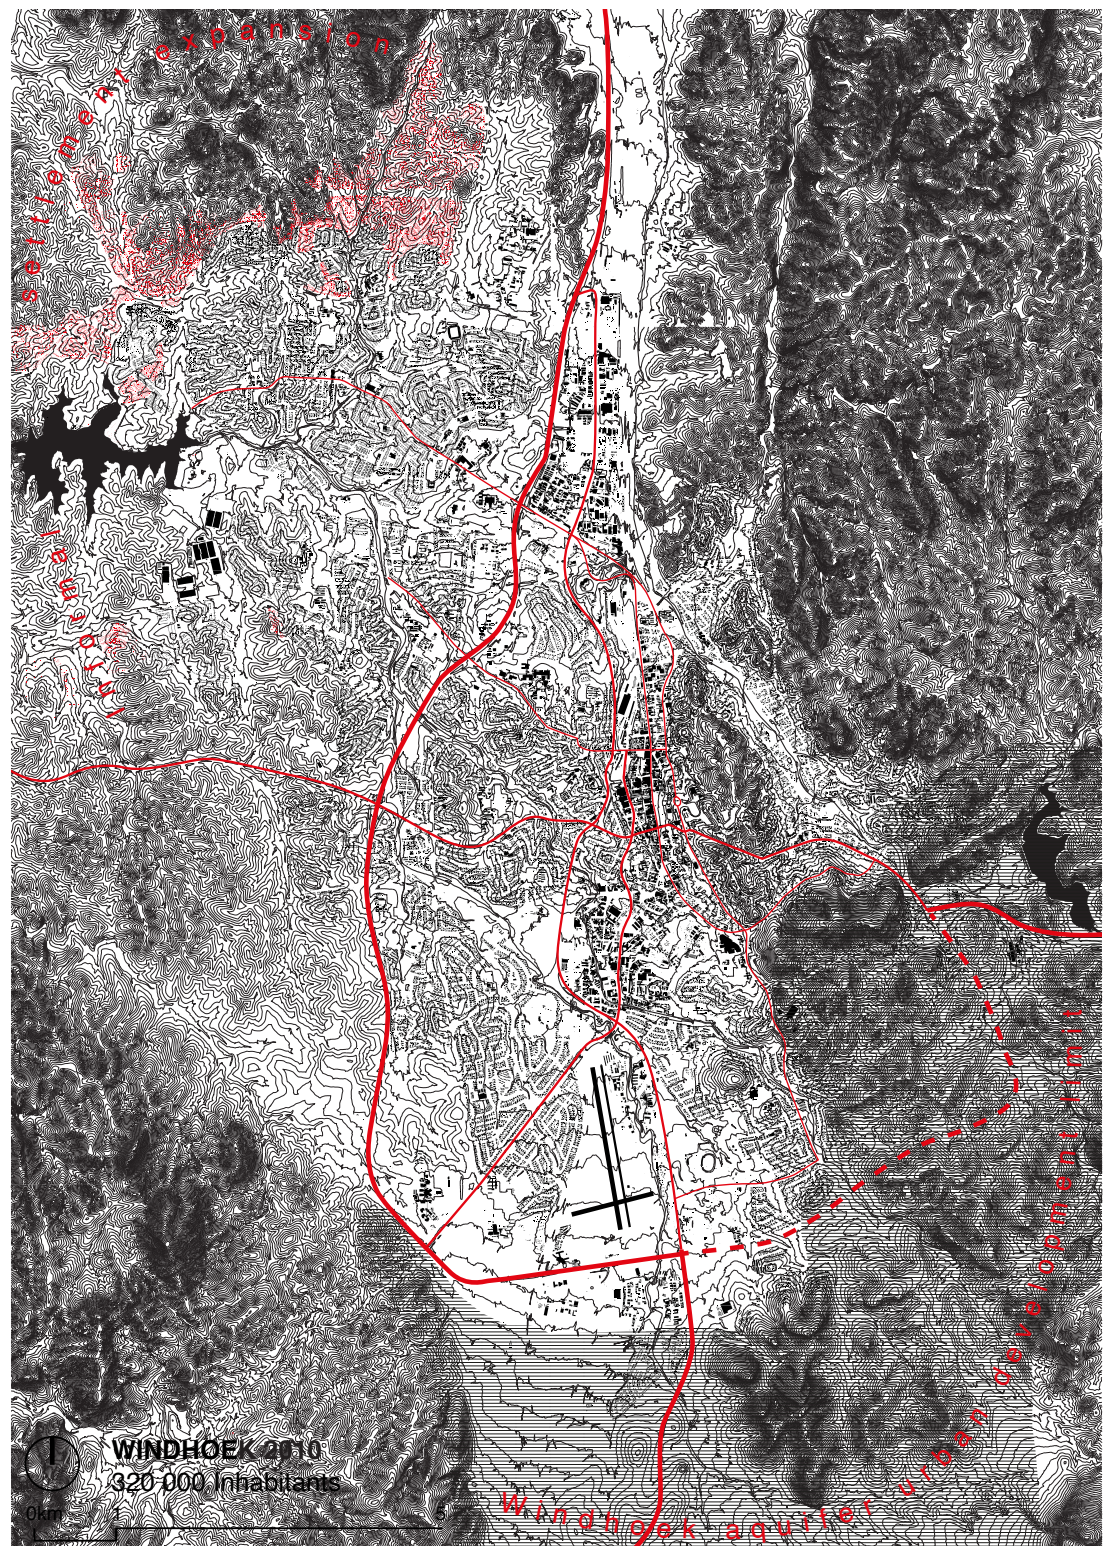 Informal settlement expansion
Windhoek aquifer urban development limit
WINDHOEK 2010
320 000 Inhabitants
0km 1 5